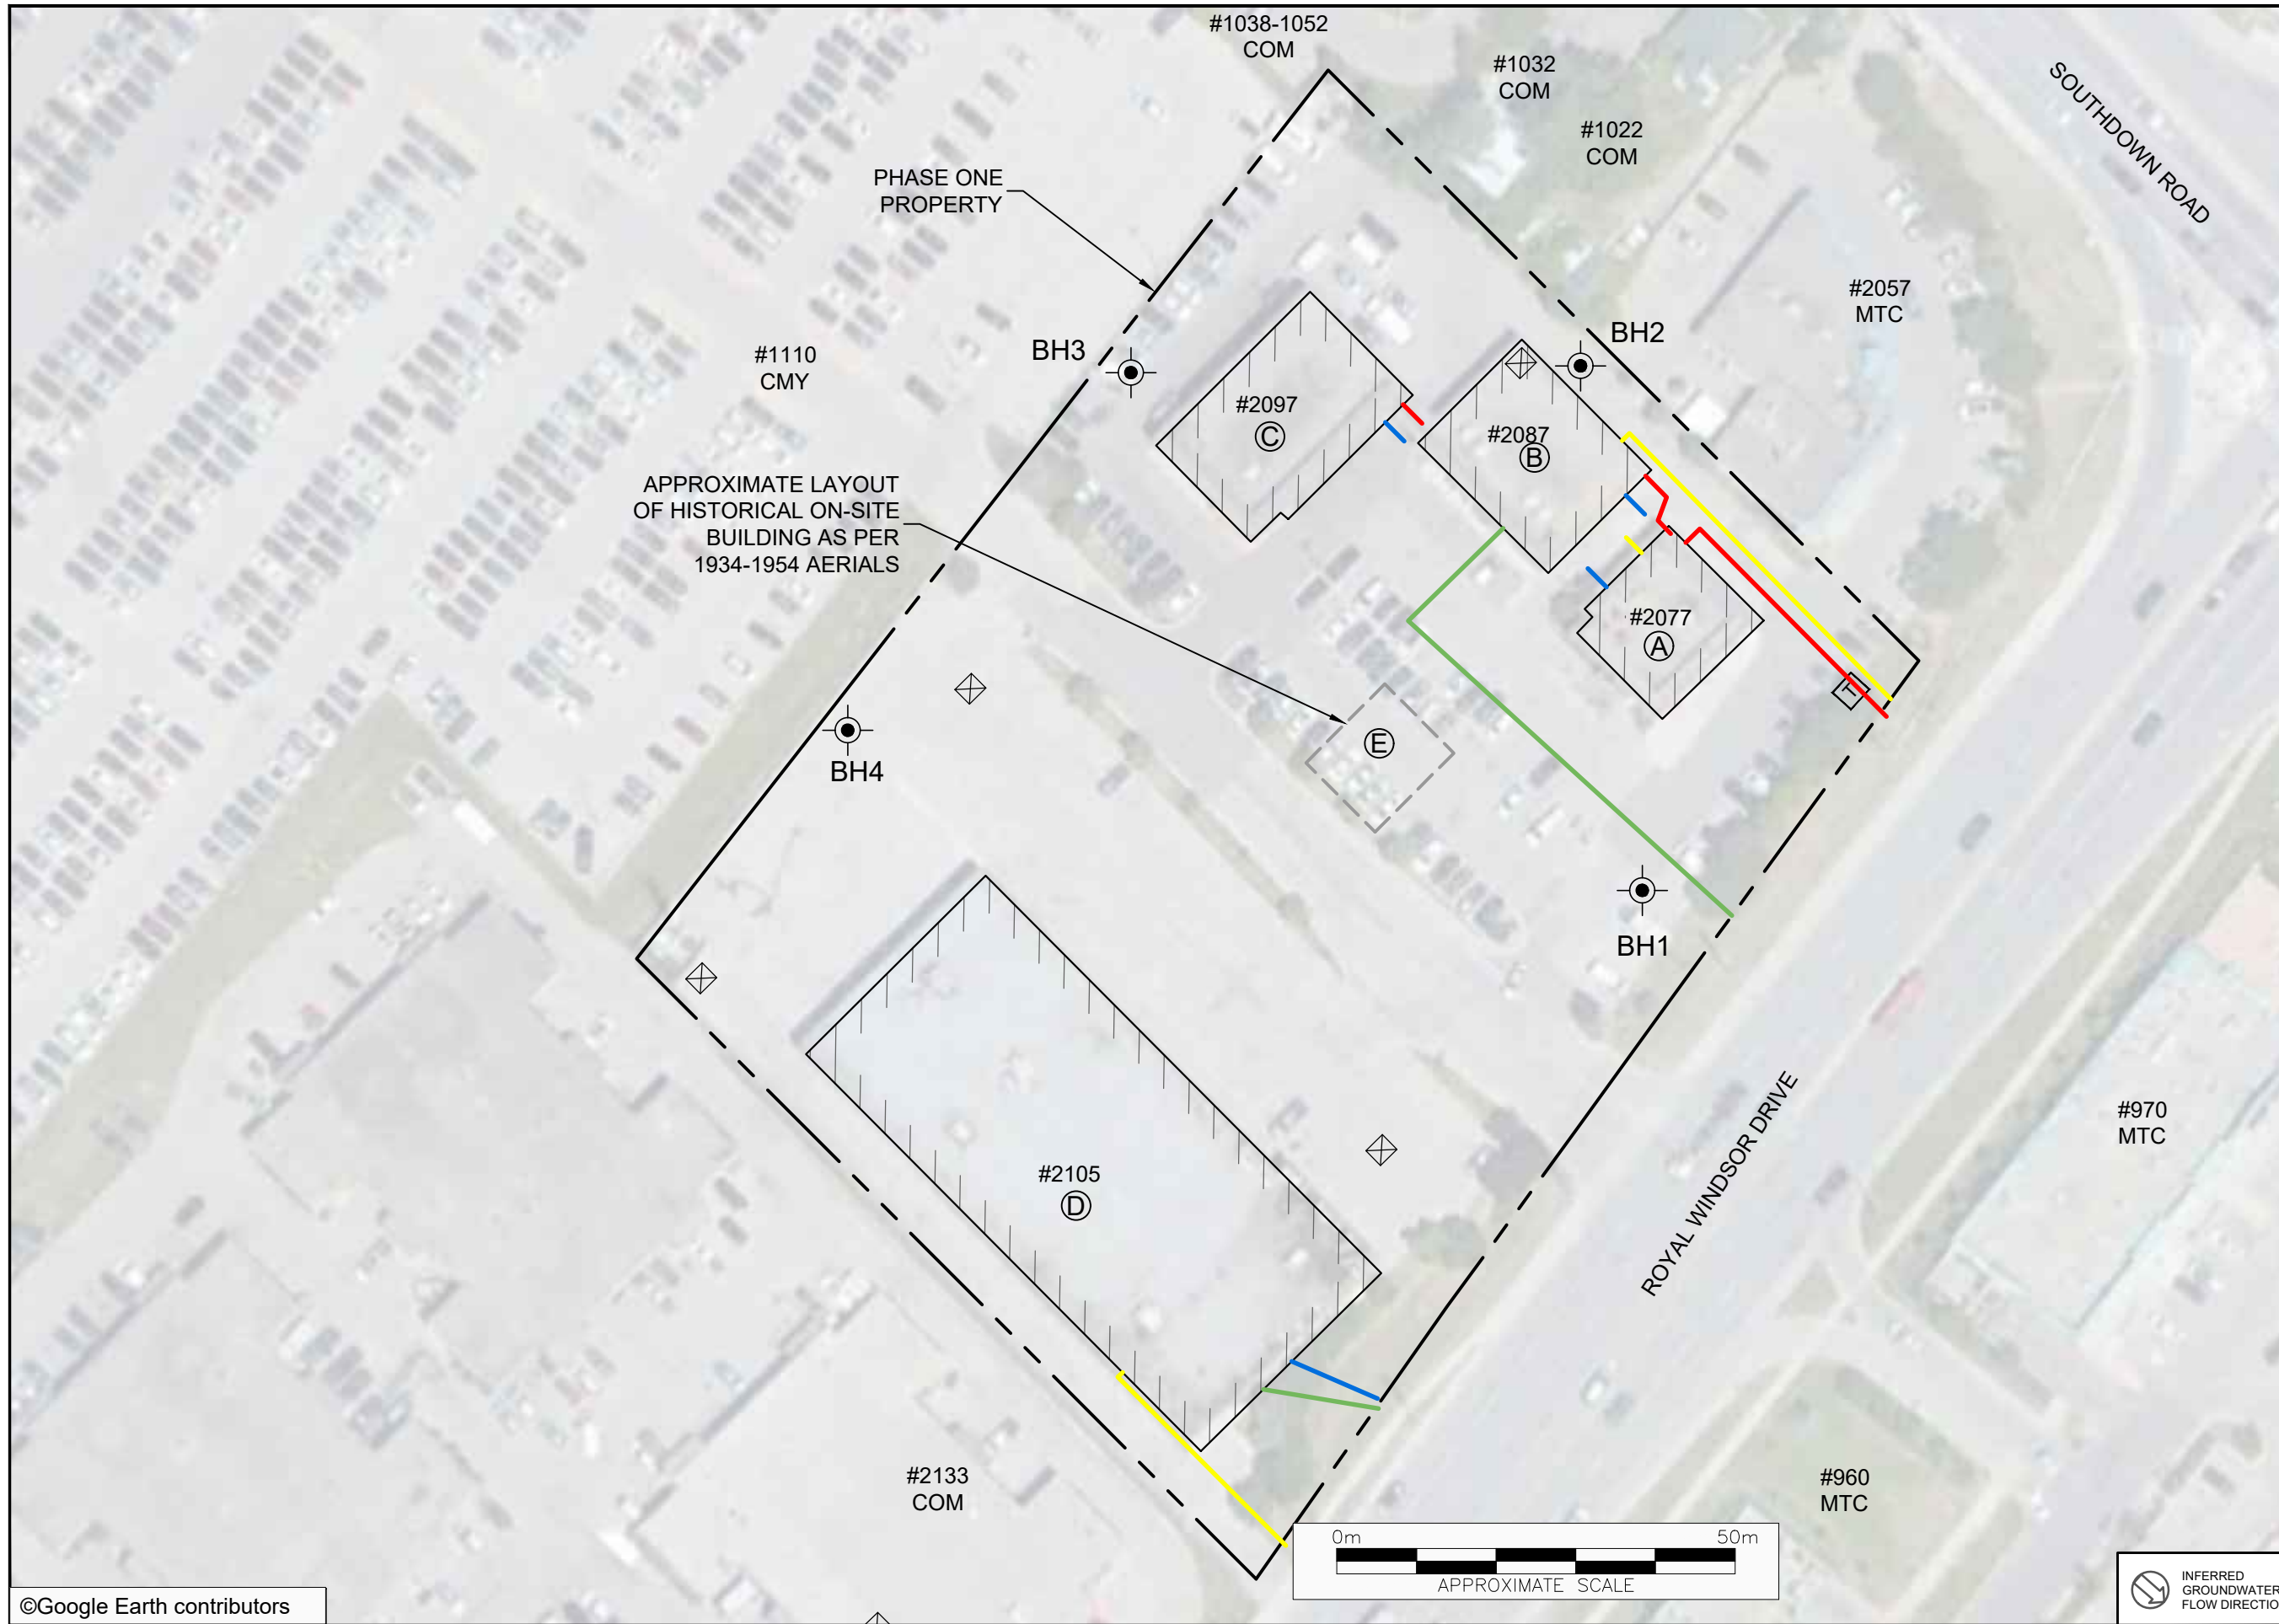 #1038-1052
COM
#1032
COM
#1022
COM
SOUTHDOWN ROAD
PHASE ONE
PROPERTY
#2057
MTC
BH2
BH3
#1110
CMY
#2097
C
#2087
B
APPROXIMATE LAYOUT
OF HISTORICAL ON-SITE
BUILDING AS PER
1934-1954 AERIALS
#2077
A
T
E
BH4
BH1
#970
MTC
ROYAL WINDSOR DRIVE
#2105
D
#2133
COM
#960
MTC
0m 50m
APPROXIMATE SCALE
©Google Earth contributors
INFERRED
GROUNDWATER
FLOW DIRECTIO